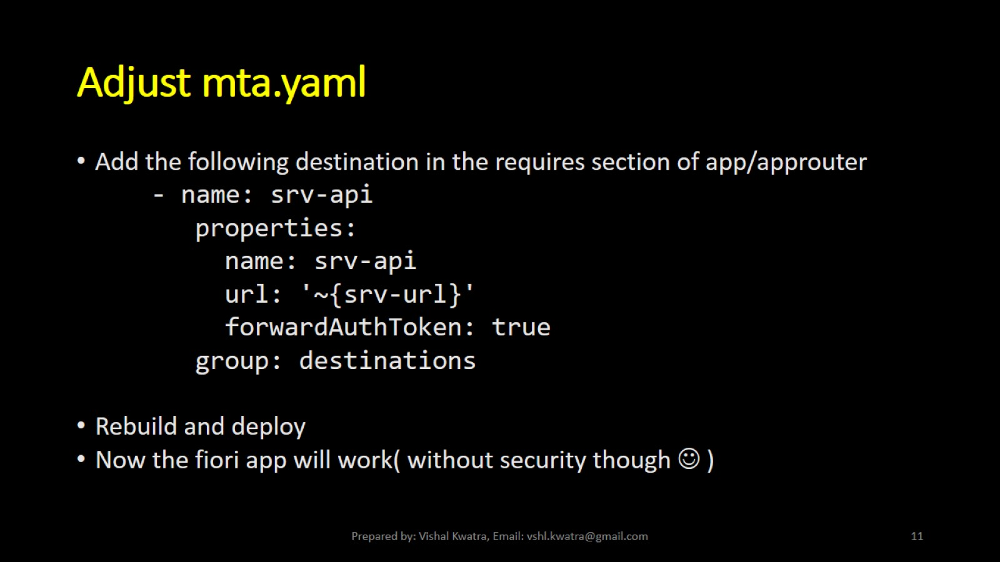 Adjust mta.yaml
• Add the following destination in the requires section of app/approuter
- name: srv-api
properties:
name: srv-api
url: '~{srv-url}'
forwardAuthToken: true
group: destinations
• Rebuild and deploy
• Now the fiori app will work( without security though ☺ )
Prepared by: Vishal Kwatra, Email: vshl.kwatra@gmail.com
11